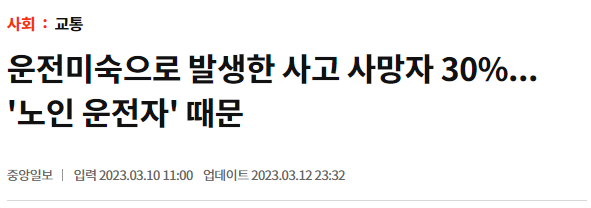 사회 : 교통
운전미숙으로 발생한 사고 사망자 30%...
'노인 운전자' 때문
중앙일보 | 입력 2023.03.10 11:00 업데이트 2023.03.12 23:32